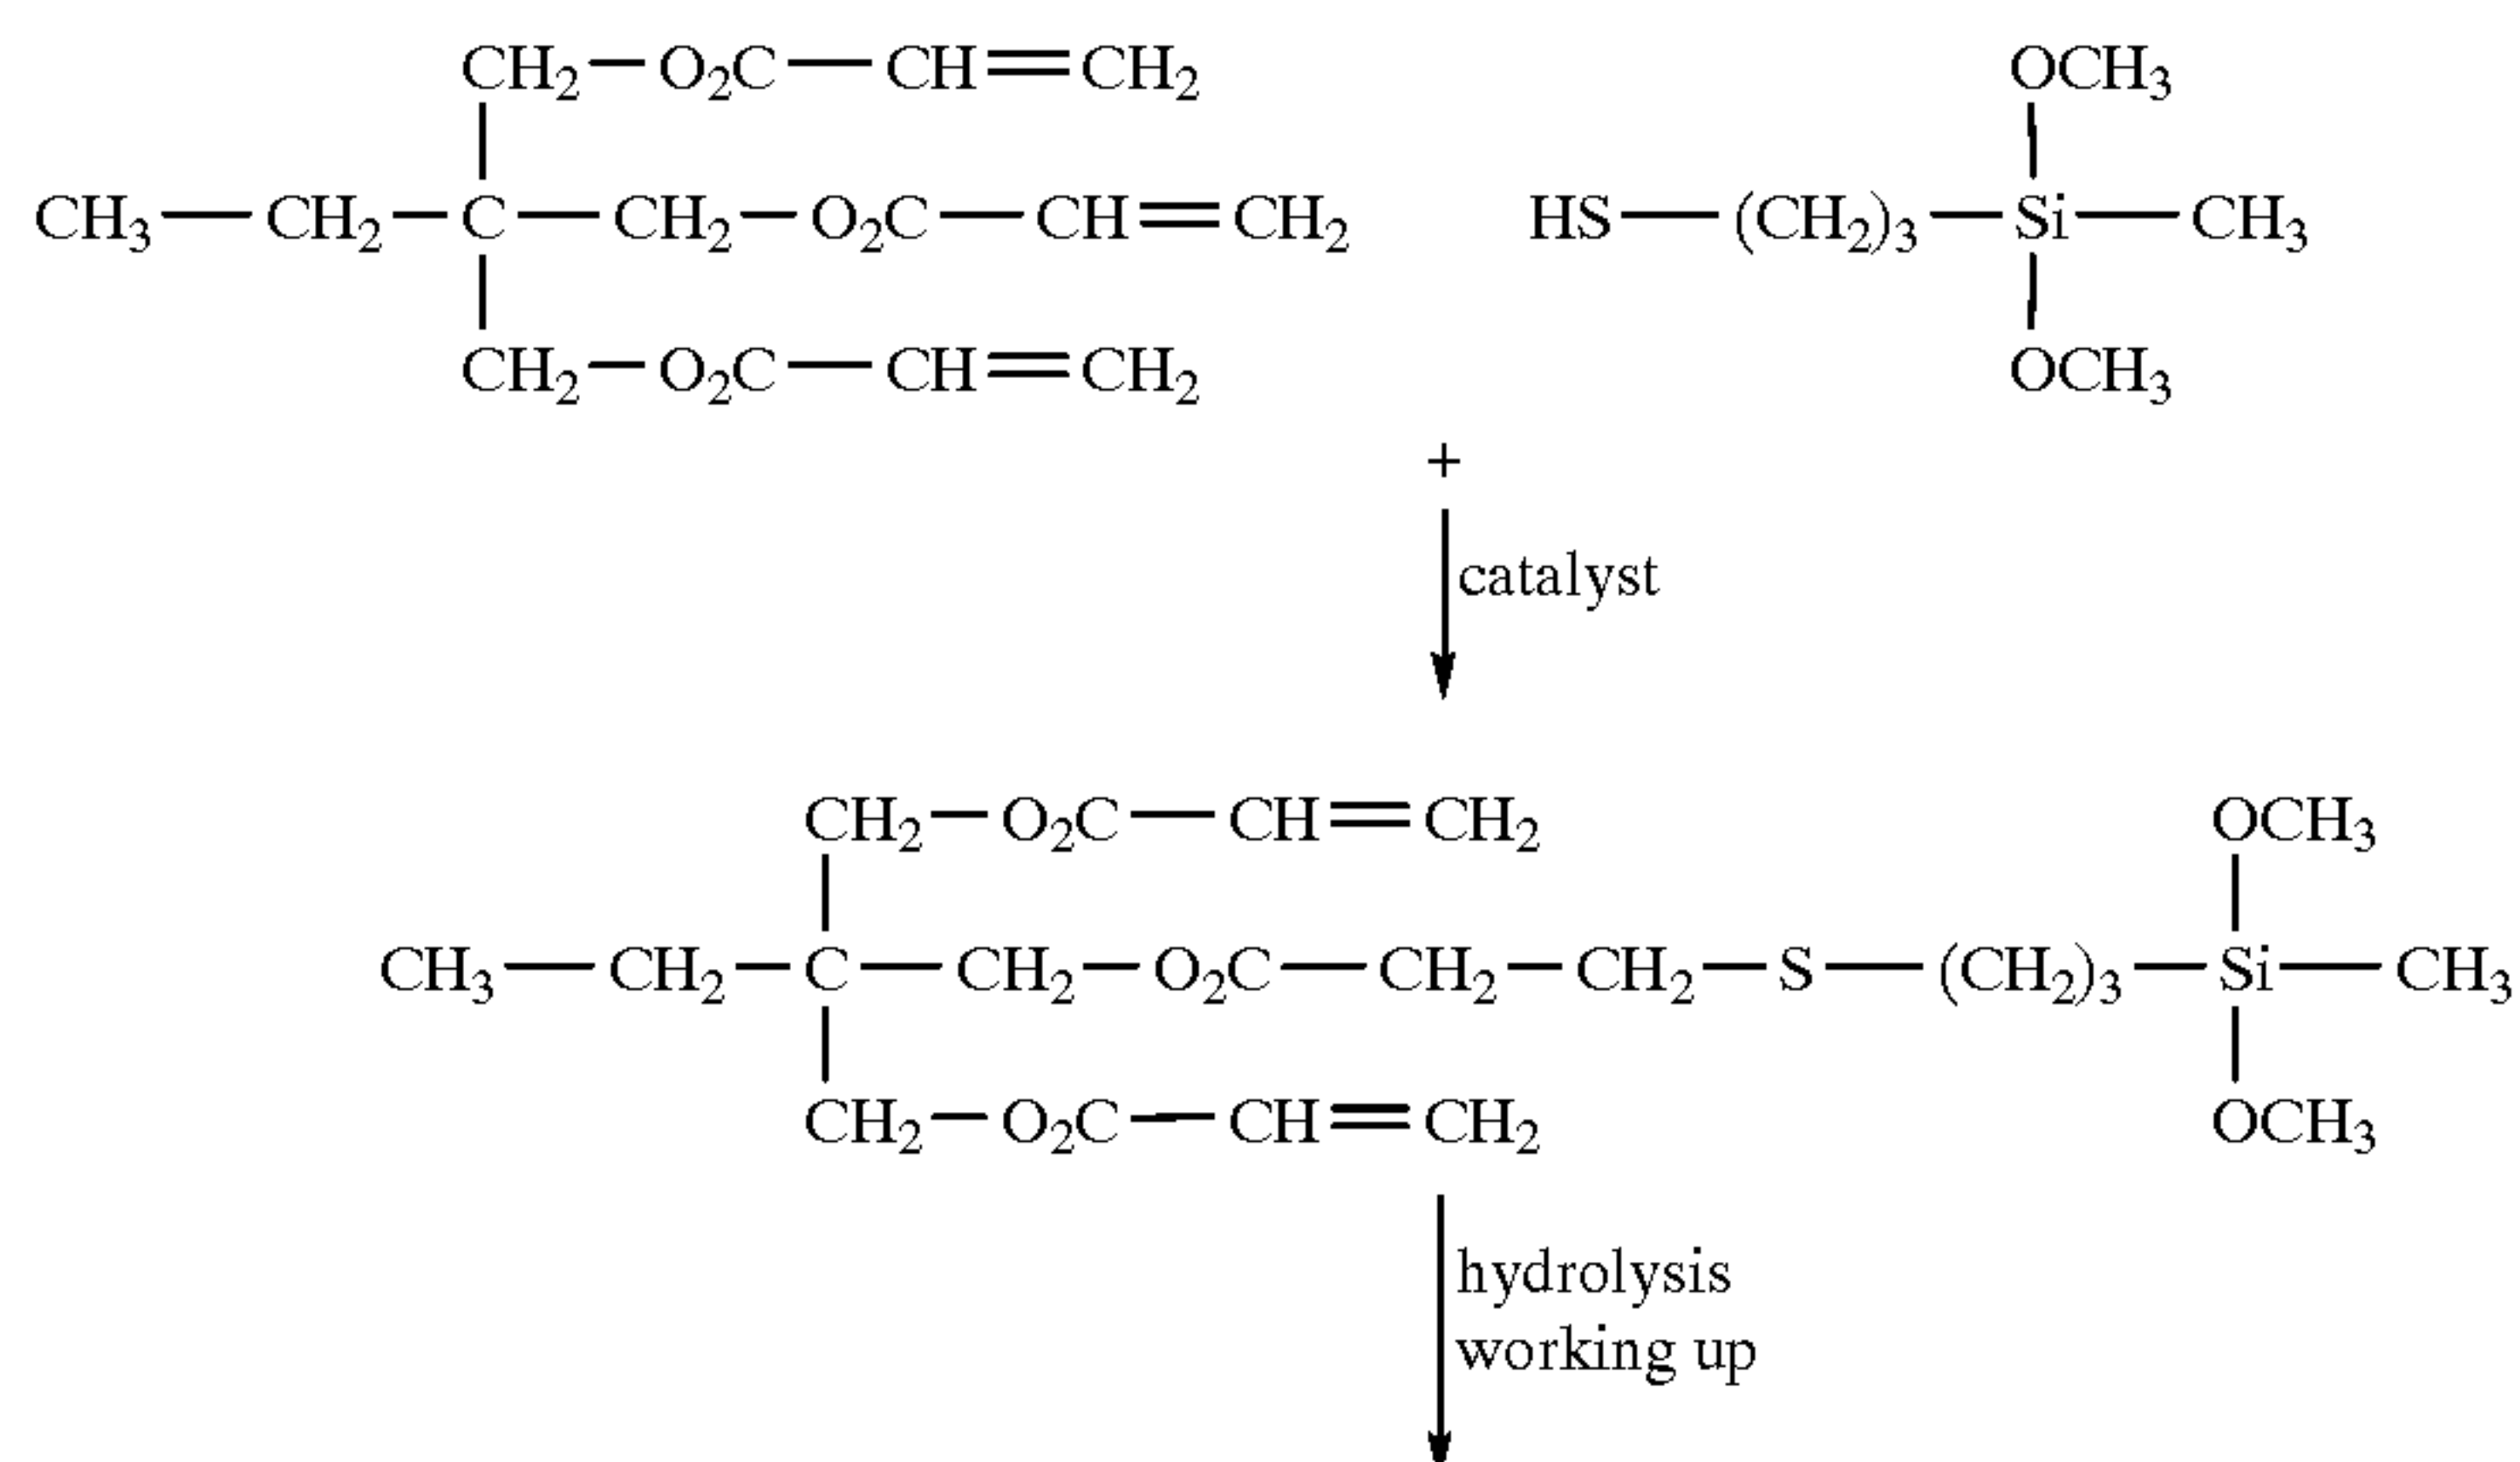 CH2—O2C—CH=CH2 OCH3
CH3—CH2—C—CH2—O2C—CH=CH2 HS—(CH2)3—Si—CH3
CH2—O2C—CH=CH2 OCH3
+
catalyst
CH2—O2C—CH=CH2 OCH3
CH3—CH2—C—CH2—O2C—CH2—CH2—S—(CH2)3—Si—CH3
CH2—O2C—CH=CH2 OCH3
hydrolysis
working up